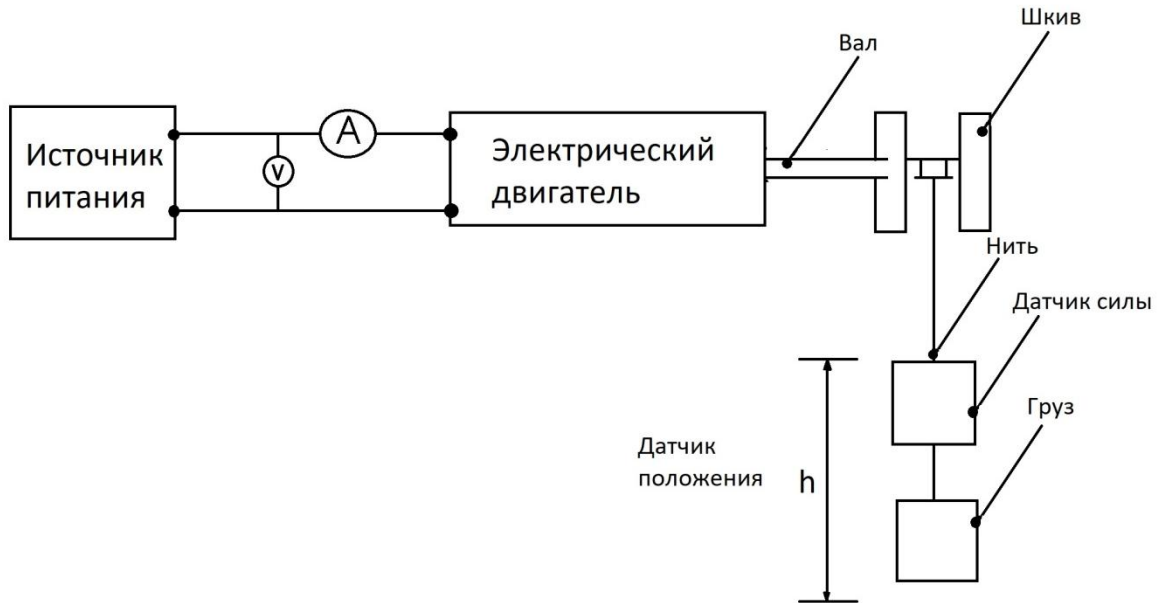 Шкив
Вал
Источник
питания
A
V
Электрический
двигатель
Нить
Датчик силы
Груз
Датчик
положения
h